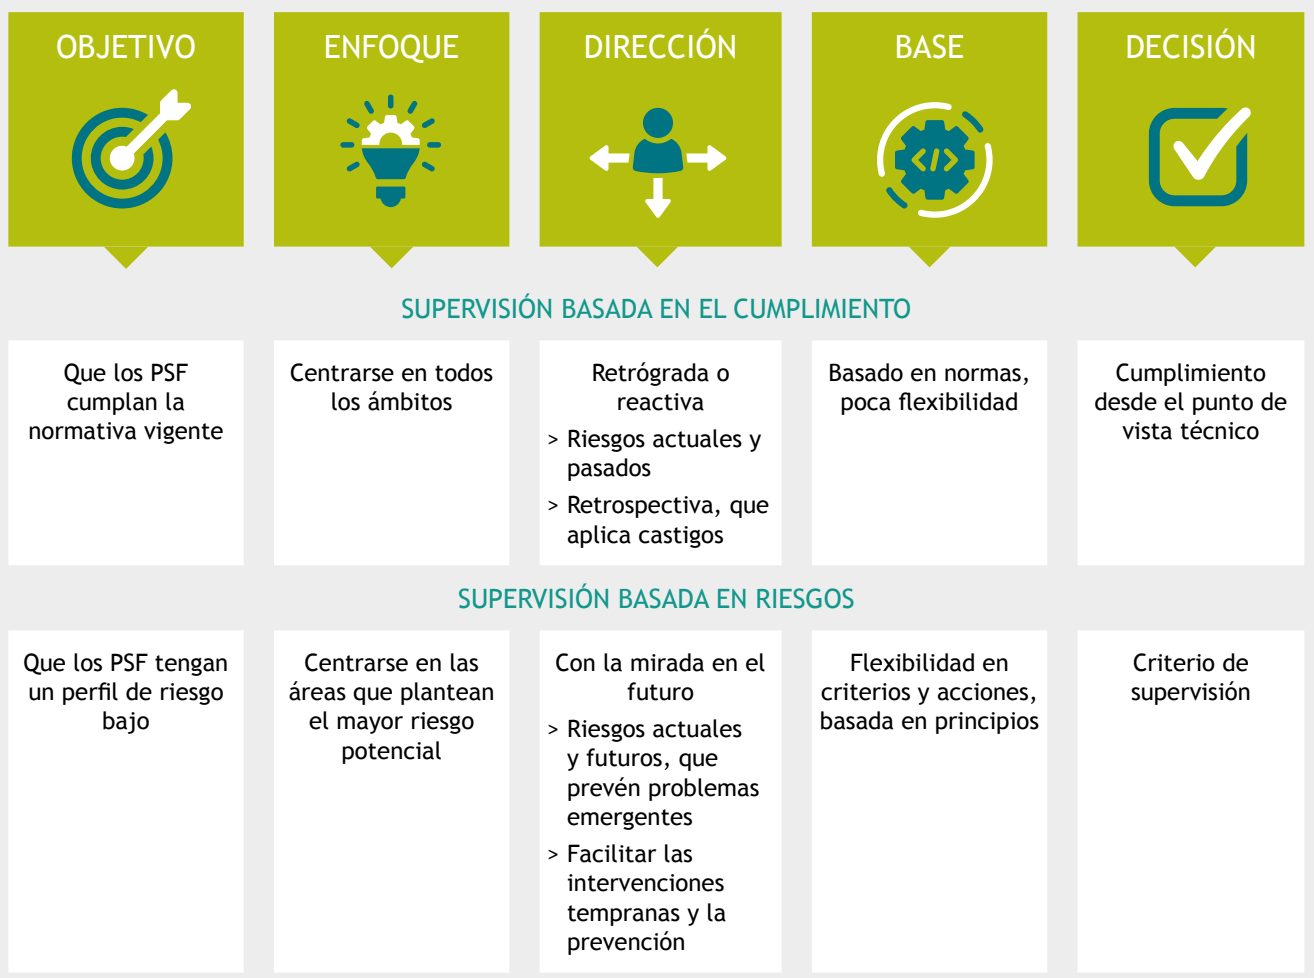 OBJETIVO
ENFOQUE
DIRECCIÓN
BASE
DECISIÓN
</>
SUPERVISIÓN BASADA EN EL CUMPLIMIENTO
Que los PSF
cumplan la
normativa vigente
Centrarse en todos
los ámbitos
Retrógrada o
reactiva
> Riesgos actuales y
pasados
> Retrospectiva, que
aplica castigos
Basado en normas,
poca flexibilidad
Cumplimiento
desde el punto de
vista técnico
SUPERVISIÓN BASADA EN RIESGOS
Que los PSF tengan
un perfil de riesgo
bajo
Centrarse en las
áreas que plantean
el mayor riesgo
potencial
Con la mirada en el
futuro
> Riesgos actuales
y futuros, que
prevén problemas
emergentes
> Facilitar las
intervenciones
tempranas y la
prevención
Flexibilidad en
criterios y acciones,
basada en principios
Criterio de
supervisión